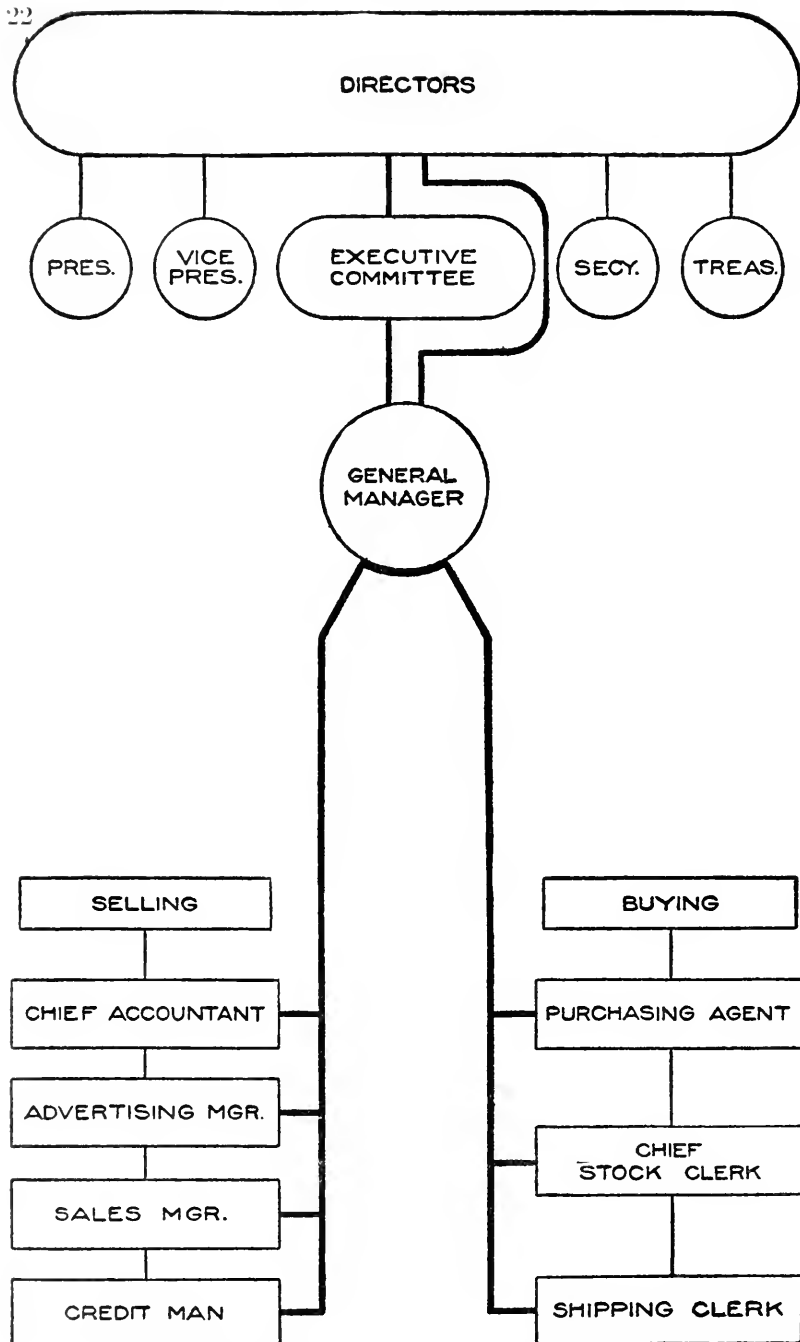 22
DIRECTORS
PRES.
VICE
PRES.
EXECUTIVE
COMMITTEE
SECY.
TREAS.
GENERAL
MANAGER
SELLING
BUYING
CHIEF ACCOUNTANT
PURCHASING AGENT
ADVERTISING MGR.
CHIEF
STOCK CLERK
SALES MGR.
CREDIT MAN
SHIPPING CLERK